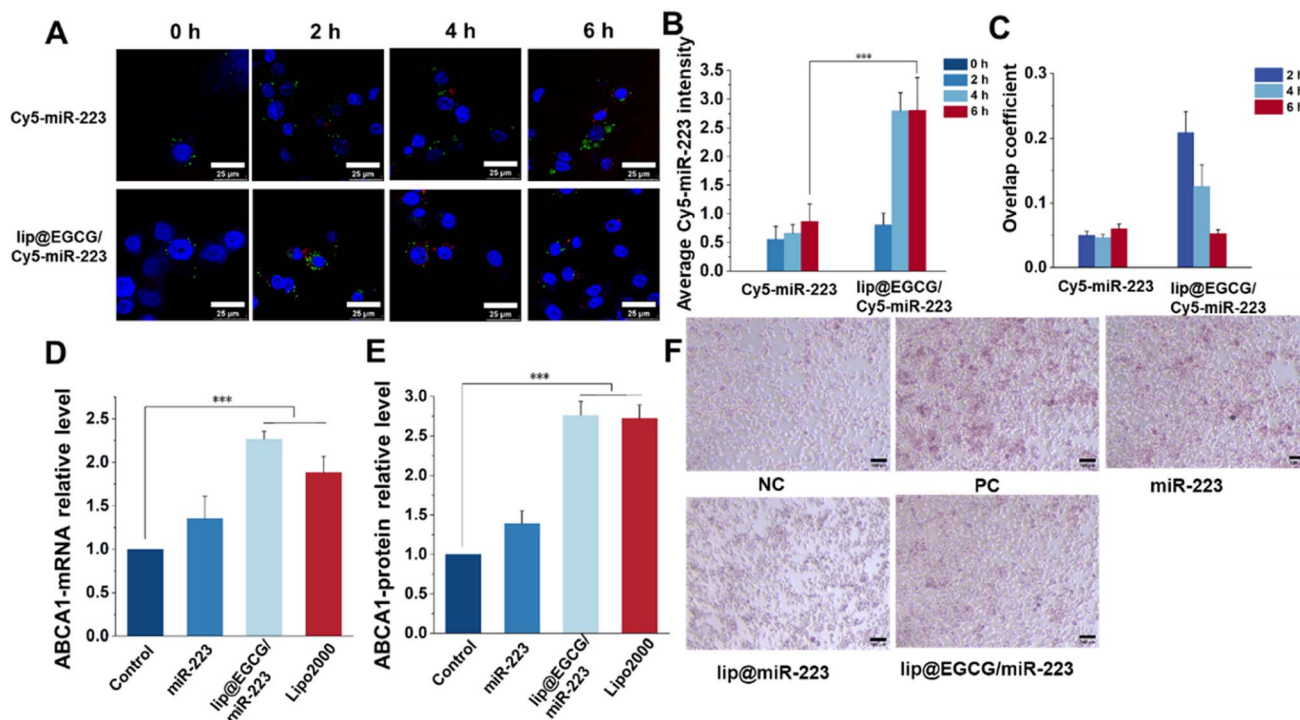 A
0 h
2 h
4 h
6 h
Cy5-miR-223
25 µm
25 µm
25 µm
25 µm
lip@EGCG/
Cy5-miR-223
25 µm
25 µm
25 µm
25 µm
B
Average Cy5-miR-223 intensity
3.5
3.0
2.5
2.0
1.5
1.0
0.5
0.0
***
0 h
2 h
4 h
6 h
Cy5-miR-223
lip@EGCG/
Cy5-miR-223
C
Overlap coefficient
0.3
0.2
0.1
0.0
2 h
4 h
6 h
Cy5-miR-223
lip@EGCG/
Cy5-miR-223
D
ABCA1-mRNA relative level
2.5
2.0
1.5
1.0
0.5
0.0
***
Control
miR-223
lip@EGCG/
miR-223
Lipo2000
E
ABCA1-protein relative level
3.0
2.5
2.0
1.5
1.0
0.5
0.0
***
Control
miR-223
lip@EGCG/
miR-223
Lipo2000
F
NC
PC
miR-223
lip@miR-223
lip@EGCG/miR-223